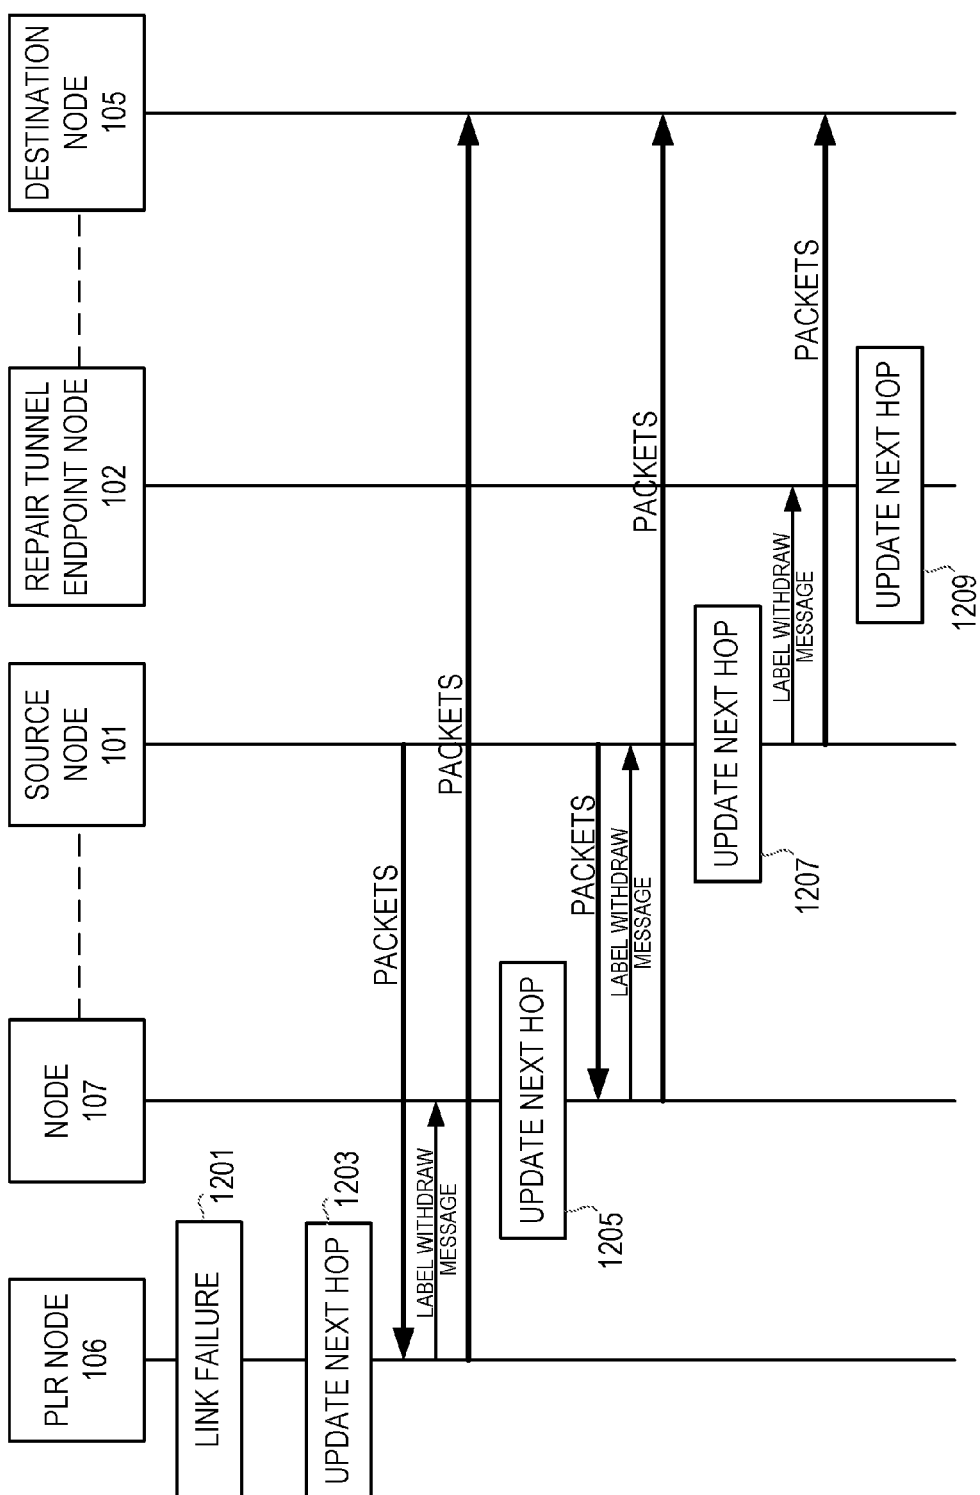 PLR NODE
106
NODE
107
SOURCE
NODE
101
REPAIR TUNNEL
ENDPOINT NODE
102
DESTINATION
NODE
105
LINK FAILURE
1201
UPDATE NEXT HOP
1203
PACKETS
LABEL WITHDRAW
MESSAGE
PACKETS
UPDATE NEXT HOP
1205
PACKETS
LABEL WITHDRAW
MESSAGE
PACKETS
UPDATE NEXT HOP
1207
LABEL WITHDRAW
MESSAGE
PACKETS
UPDATE NEXT HOP
1209